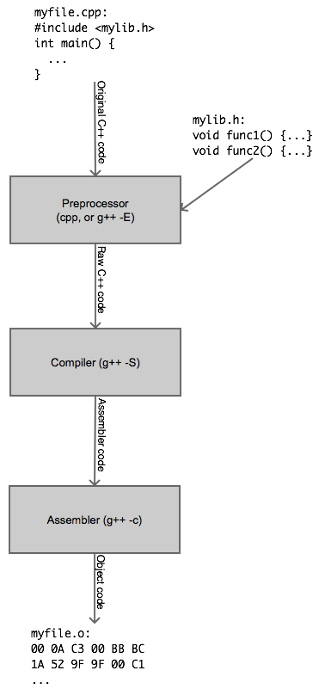 myfile.cpp:
#include <mylib.h>
int main() {
...
}
Original C++ code
mylib.h:
void func1() {...}
void func2() {...}
Preprocessor
(cpp, or g++ -E)
Raw C++ code
Compiler (g++ -S)
Assembler code
Assembler (g++ -c)
Object code
myfile.o:
00 0A C3 00 BB BC
1A 52 9F 9F 00 C1
...